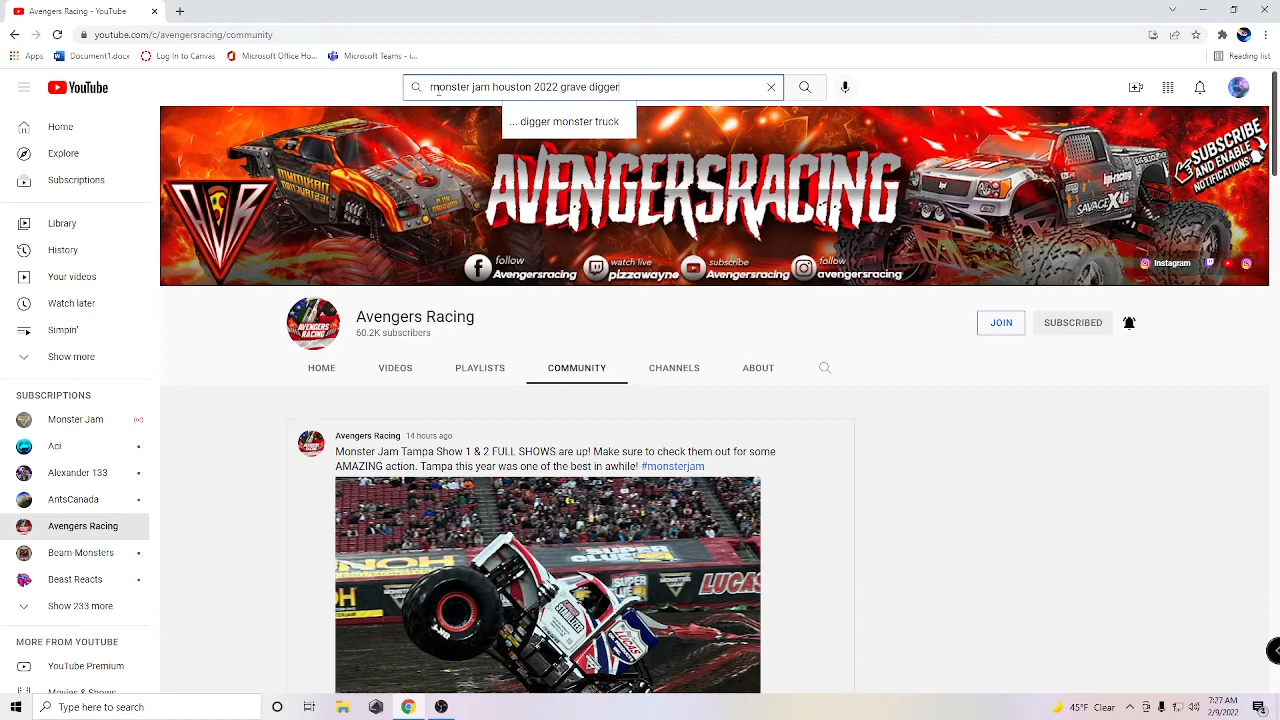 Avengers Racing - YouTube
youtube.com/c/avengersracing/community
Apps
Document1.docx
Log In to Canvas
Microsoft Office Ho...
Microsoft Teams - i...
Reading list
YouTube
monster jam houston 2022 grave digger
... digger monster truck
AVENGERSRACING
SUBSCRIBE
AND ENABLE
NOTIFICATIONS
follow
Avengersracing
watch live
pizzawayne
subscribe
Avengersracing
follow
avengersracing
Instagram
Home
Explore
Subscriptions
Library
History
Your videos
Watch later
Simpin'
Show more
SUBSCRIPTIONS
Monster Jam
Aci
Alexander 133
AntsCanada
Avengers Racing
Beam-Monsters
Beast Reacts
Show 233 more
MORE FROM YOUTUBE
YouTube Premium
Movies & Shows
Avengers Racing
60.2K subscribers
JOIN
SUBSCRIBED
HOME
VIDEOS
PLAYLISTS
COMMUNITY
CHANNELS
ABOUT
Avengers Racing 14 hours ago
Monster Jam Tampa Show 1 & 2 FULL SHOWS are up! Make sure to check them out for some
AMAZING action. Tampa this year was one of the best in awhile! #monsterjam
LUCAS
Type here to search
45°F Clear
7:27 AM
2/9/2022